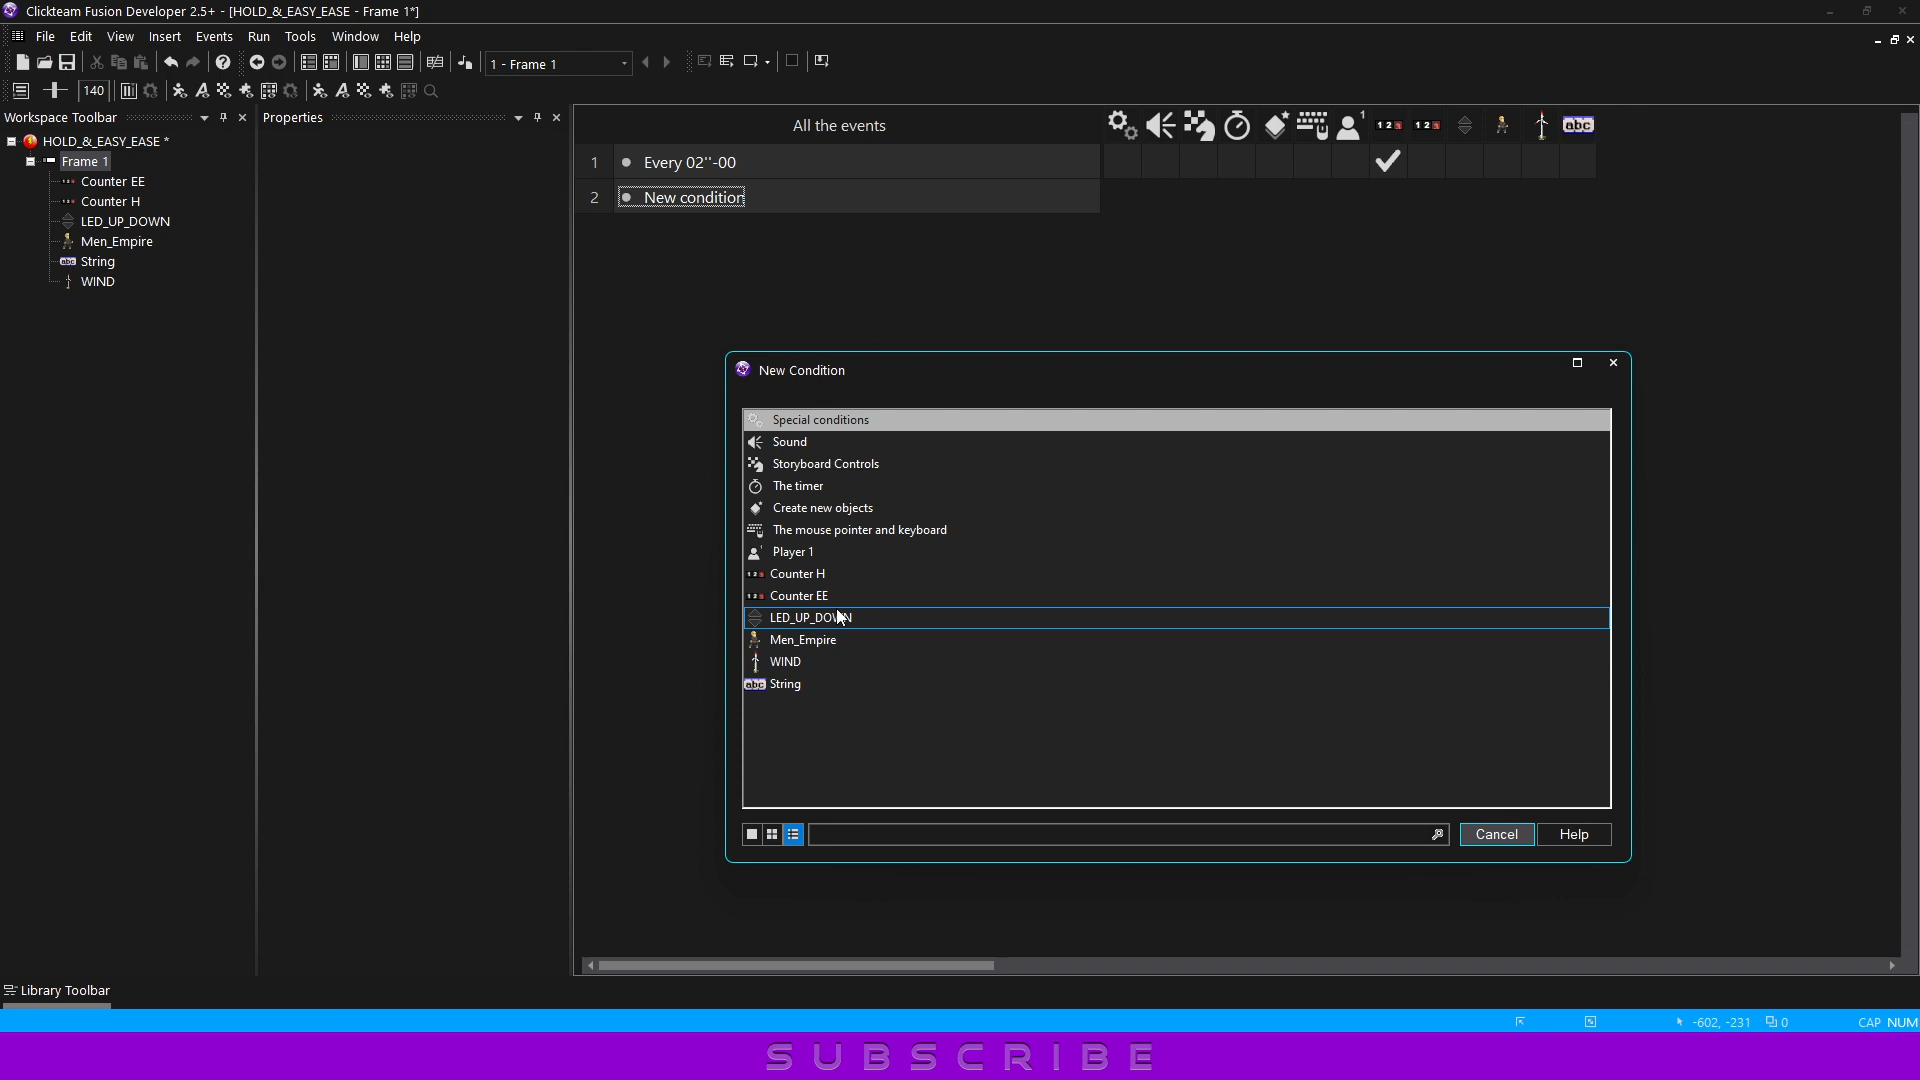 Clickteam Fusion Developer 2.5+ - [HOLD_&_EASY_EASE - Frame 1*]
File Edit View Insert Events Run Tools Window Help
1 - Frame 1
140
Workspace Toolbar
Properties
HOLD_&_EASY_EASE *
Frame 1
Counter EE
Counter H
LED_UP_DOWN
Men_Empire
abc String
WIND
All the events
1
abc
1 Every 02"-00
2 New condition
New Condition
Special conditions
Sound
Storyboard Controls
The timer
Create new objects
The mouse pointer and keyboard
Player 1
Counter H
Counter EE
LED_UP_DOWN
Men_Empire
WIND
abc String
Cancel Help
Library Toolbar
-602, -231 0 CAP NUM
SUBSCRIBE